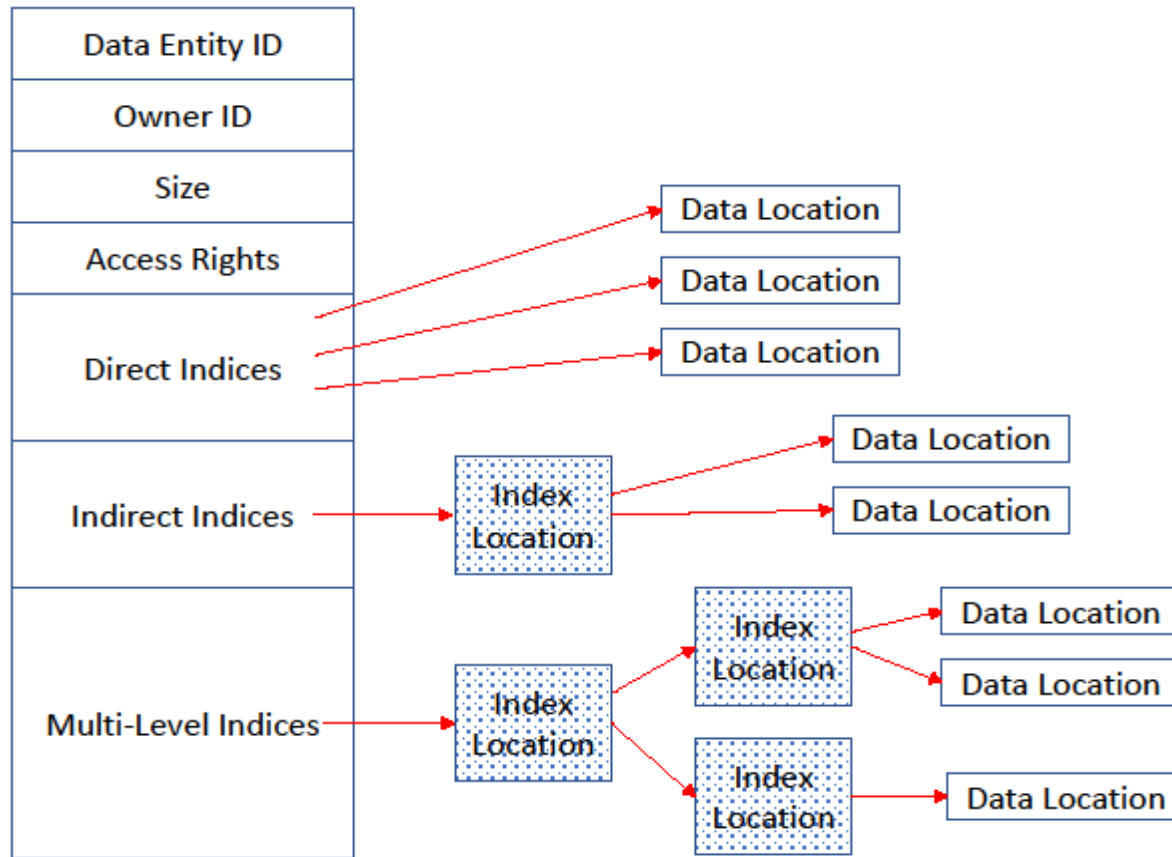 Data Entity ID
Owner ID
Size
Access Rights
Direct Indices
Data Location
Data Location
Data Location
Indirect Indices
Index
Location
Data Location
Data Location
Multi-Level Indices
Index
Location
Index
Location
Data Location
Data Location
Index
Location
Data Location